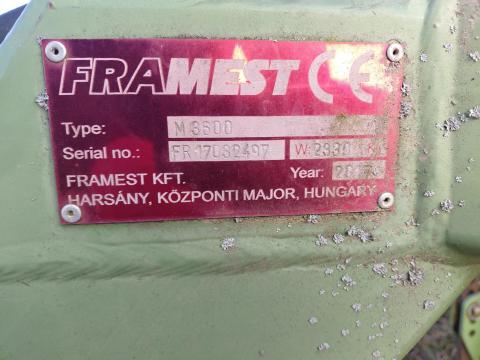 FRAMEST CE
Type: M 3600
Serial no.: FR-17082497 W:
Year:
FRAMEST KFT.
HARSÁNY, KÖZPONTI MAJOR, HUNGARY